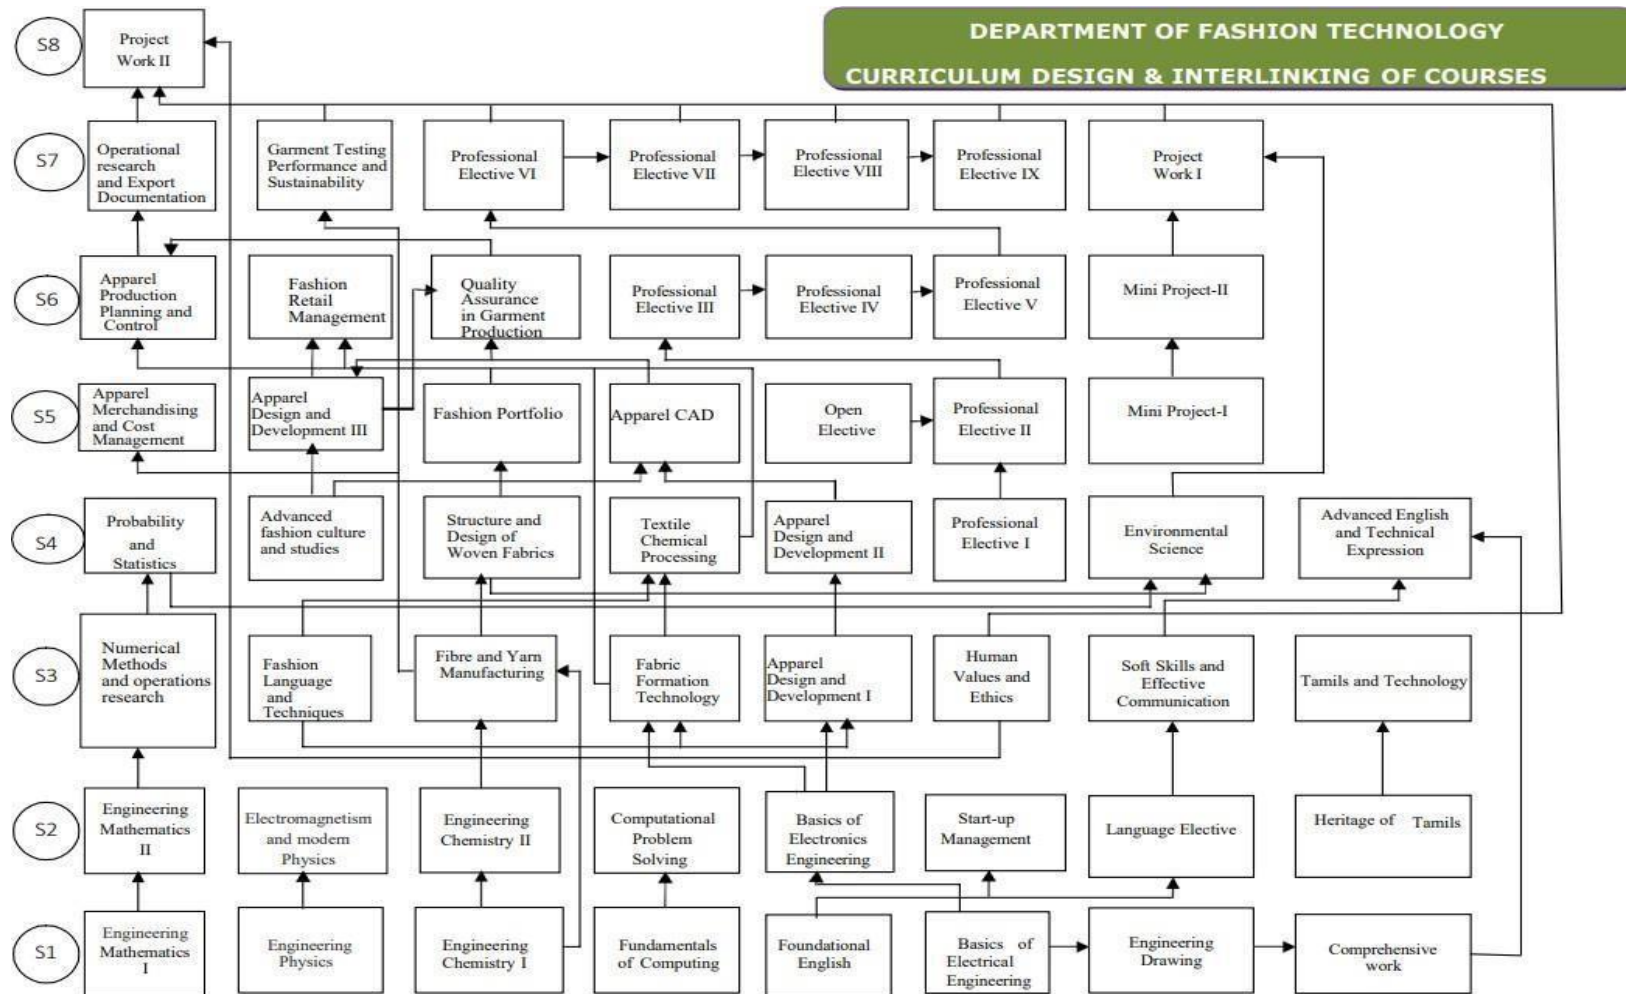 DEPARTMENT OF FASHION TECHNOLOGY
CURRICULUM DESIGN & INTERLINKING OF COURSES
S8
Project
Work II
S7
Operational
research
and Export
Documentation
Garment Testing
Performance and
Sustainability
Professional
Elective VI
Professional
Elective VII
Professional
Elective VIII
Professional
Elective IX
Project
Work I
S6
Apparel
Production
Planning and
Control
Fashion
Retail
Management
Quality
Assurance
in Garment
Production
Professional
Elective III
Professional
Elective IV
Professional
Elective V
Mini Project-II
S5
Apparel
Merchandising
and Cost
Management
Apparel
Design and
Development III
Fashion Portfolio
Apparel CAD
Open
Elective
Professional
Elective II
Mini Project-I
S4
Probability
and
Statistics
Advanced
fashion culture
and studies
Structure and
Design of
Woven Fabrics
Textile
Chemical
Processing
Apparel
Design and
Development II
Professional
Elective I
Environmental
Science
Advanced English
and Technical
Expression
S3
Numerical
Methods
and operations
research
Fashion
Language
and
Techniques
Fibre and Yarn
Manufacturing
Fabric
Formation
Technology
Apparel
Design and
Development I
Human
Values and
Ethics
Soft Skills and
Effective
Communication
Tamils and Technology
S2
Engineering
Mathematics
II
Electromagnetism
and modern
Physics
Engineering
Chemistry II
Computational
Problem
Solving
Basics of
Electronics
Engineering
Start-up
Management
Language Elective
Heritage of Tamils
S1
Engineering
Mathematics
I
Engineering
Physics
Engineering
Chemistry I
Fundamentals
of Computing
Foundational
English
Basics of
Electrical
Engineering
Engineering
Drawing
Comprehensive
work